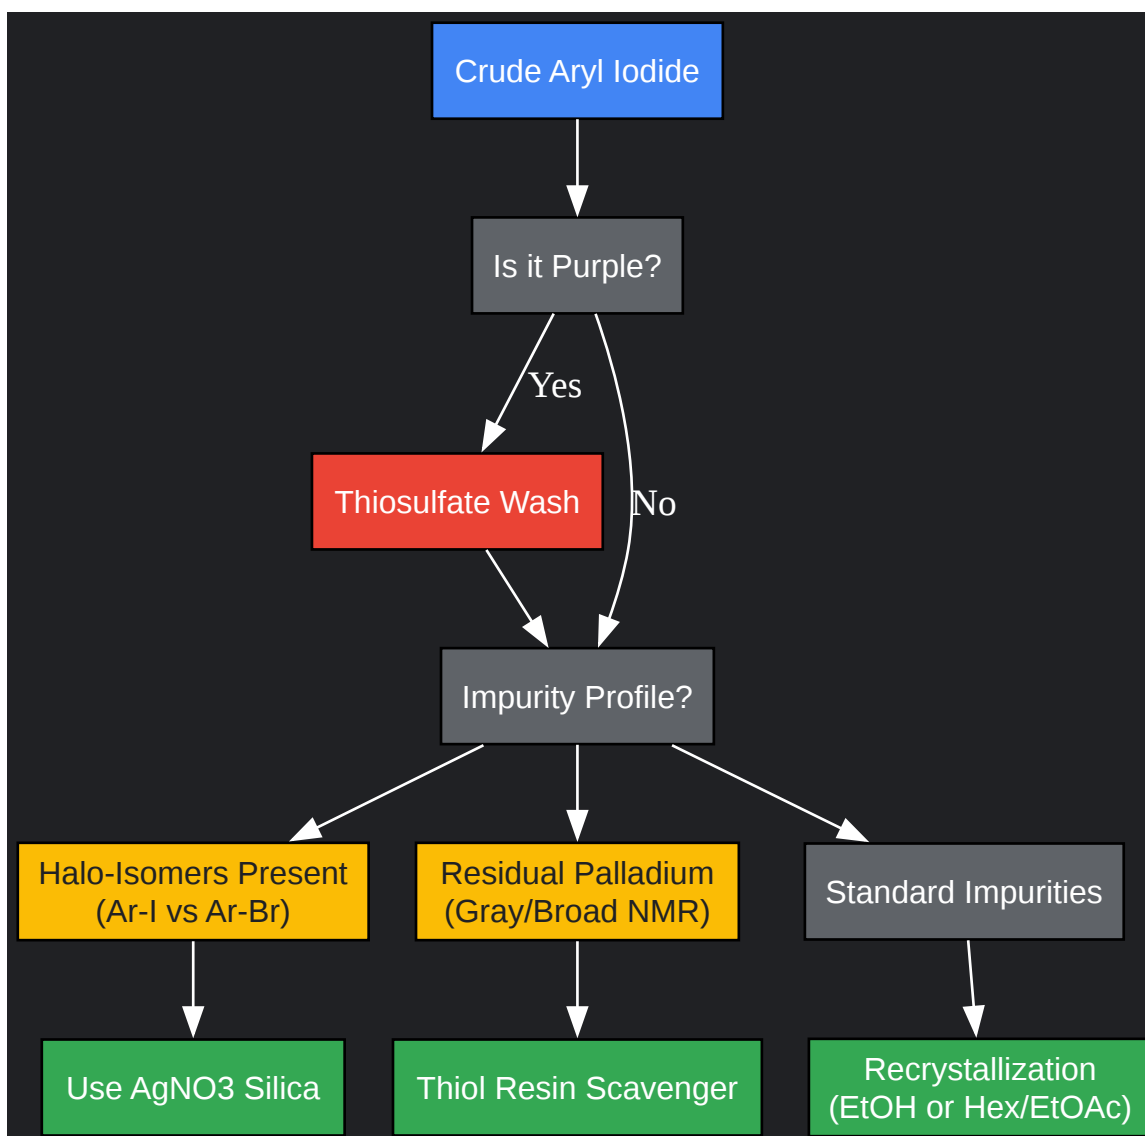 Crude Aryl Iodide
Is it Purple?
Yes
Thiosulfate Wash
No
Impurity Profile?
Halo-Isomers Present
(Ar-I vs Ar-Br)
Residual Palladium
(Gray/Broad NMR)
Standard Impurities
Use AgNO3 Silica
Thiol Resin Scavenger
Recrystallization
(EtOH or Hex/EtOAc)